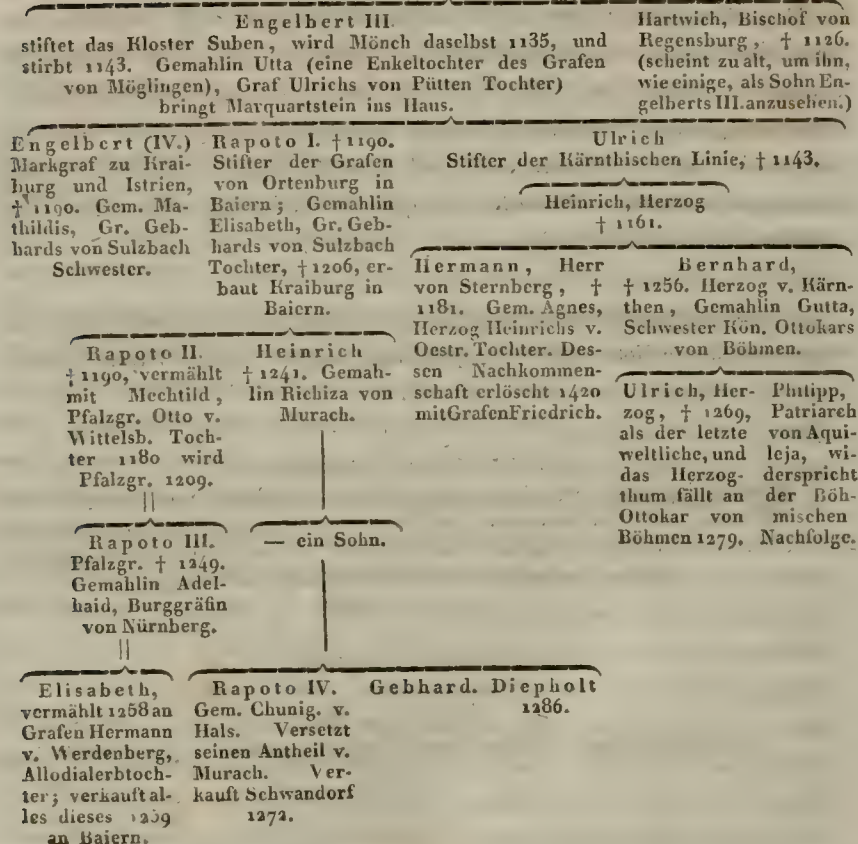 Engelbert III.
stiftet das Kloster Suben, wird Mönch daselbst 1135, und
stirbt 1143. Gemahlin Utta (eine Enkeltochter des Grafen
von Möglingen), Graf Ulrichs von Pütten Tochter)
bringt Marquartstein ins Haus.
Hartwich, Bischof von
Regensburg, † 1126.
(scheint zu alt, um ihn,
wie einige, als Sohn En-
gelberts III. anzusehen.)
Engelbert (IV.)
Markgraf zu Krai-
burg und Istrien,
† 1190. Gem. Ma-
thildis, Gr. Geb-
hards von Sulzbach
Schwester.
Rapoto I. † 1190.
Stifter der Grafen
von Ortenburg in
Baiern; Gemahlin
Elisabeth, Gr. Geb-
hards von Sulzbach
Tochter, † 1206, er-
baut Kraiburg in
Baiern.
Ulrich
Stifter der Kärnthischen Linie, † 1143.
Heinrich, Herzog
† 1161.
Hermann, Herr
von Sternberg, †
1181. Gem. Agnes,
Herzog Heinrichs v.
Oestr. Tochter. Des-
sen Nachkommen-
schaft erlöscht 1420
mit Grafen Friedrich.
Bernhard,
† 1256. Herzog v. Kärn-
then, Gemahlin Gutta,
Schwester Kön. Ottokars
von Böhmen.
Rapoto II.
† 1190, vermählt
mit Mechtild,
Pfalzgr. Otto v.
Wittelsb. Toch-
ter 1180 wird
Pfalzgr. 1209.
Heinrich
† 1241. Gemah-
lin Richiza von
Murach.
Ulrich, Her-
zog, † 1269,
als der letzte
weltliche, und
das Herzog-
thum fällt an
Ottokar von
Böhmen 1279.
Philipp,
Patriarch
von Aqui-
leja, wi-
derspricht
der Böh-
mischen
Nachfolge.
Rapoto III.
Pfalzgr. † 1249.
Gemahlin Adel-
haid, Burggräfin
von Nürnberg.
— ein Sohn.
Elisabeth,
vermählt 1258 an
Grafen Hermann
v. Werdenberg,
Allodialerbtoch-
ter; verkauft al-
les dieses
an Baiern.
Rapoto IV.
Gem. Chunig. v.
Hals. Versetzt
seinen Antheil v.
Murach. Ver-
kauft Schwandorf
1272.
Gebhard.
Diepholt
1286.